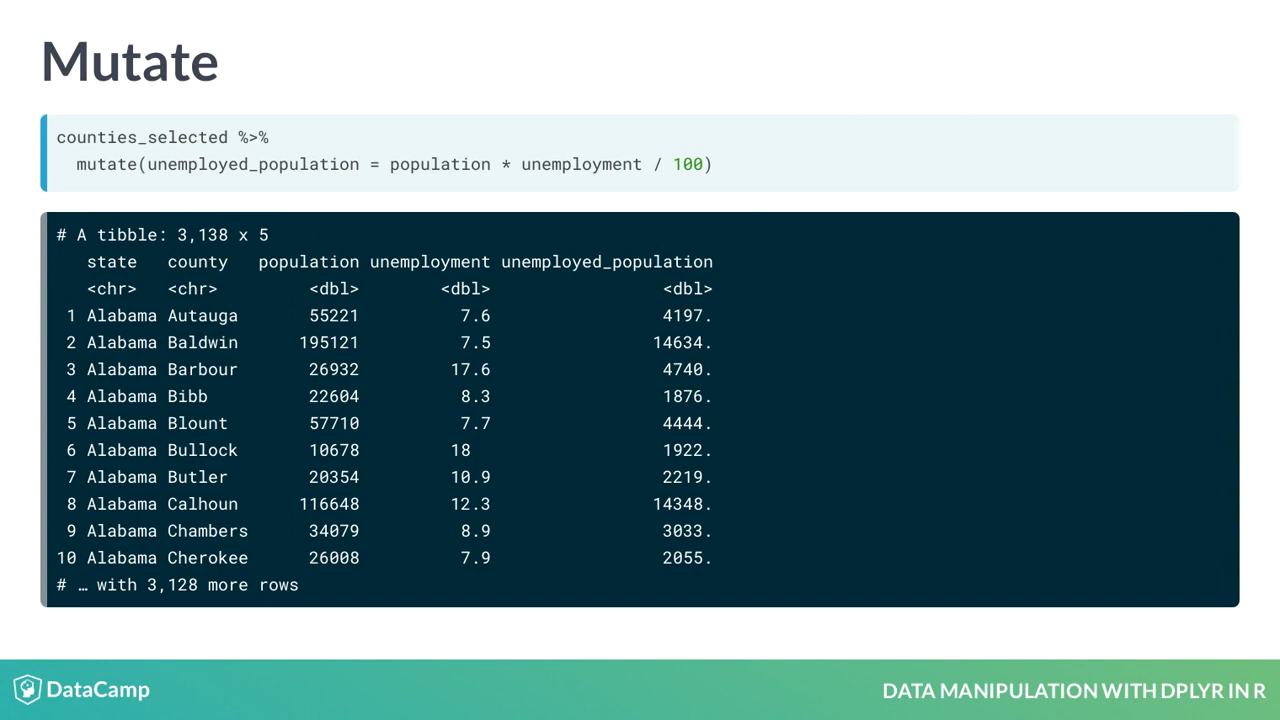 Mutate
counties_selected %>%
  mutate(unemployed_population = population * unemployment / 100)
# A tibble: 3,138 x 5
   state   county   population unemployment unemployed_population
   <chr>   <chr>         <dbl>        <dbl>                 <dbl>
 1 Alabama Autauga       55221          7.6                 4197.
 2 Alabama Baldwin      195121          7.5                14634.
 3 Alabama Barbour       26932         17.6                 4740.
 4 Alabama Bibb          22604          8.3                 1876.
 5 Alabama Blount        57710          7.7                 4444.
 6 Alabama Bullock       10678         18                   1922.
 7 Alabama Butler        20354         10.9                 2219.
 8 Alabama Calhoun      116648         12.3                14348.
 9 Alabama Chambers      34079          8.9                 3033.
10 Alabama Cherokee      26008          7.9                 2055.
# … with 3,128 more rows
DataCamp
DATA MANIPULATION WITH DPLYR IN R